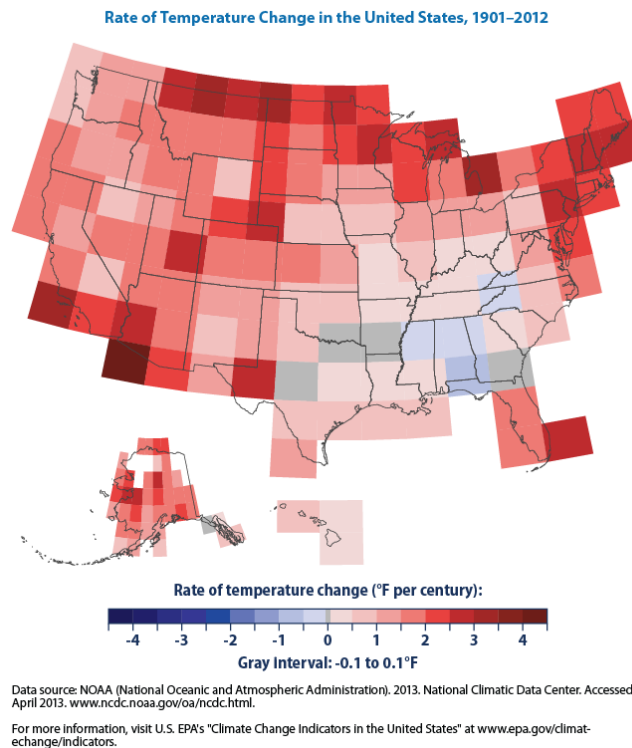 Rate of Temperature Change in the United States, 1901–2012
Rate of temperature change (°F per century):
-4 -3 -2 -1 0 1 2 3 4
Gray interval: -0.1 to 0.1°F
Data source: NOAA (National Oceanic and Atmospheric Administration). 2013. National Climatic Data Center. Accessed
April 2013. www.ncdc.noaa.gov/oa/ncdc.html.
For more information, visit U.S. EPA's "Climate Change Indicators in the United States" at www.epa.gov/climat-
echange/indicators.